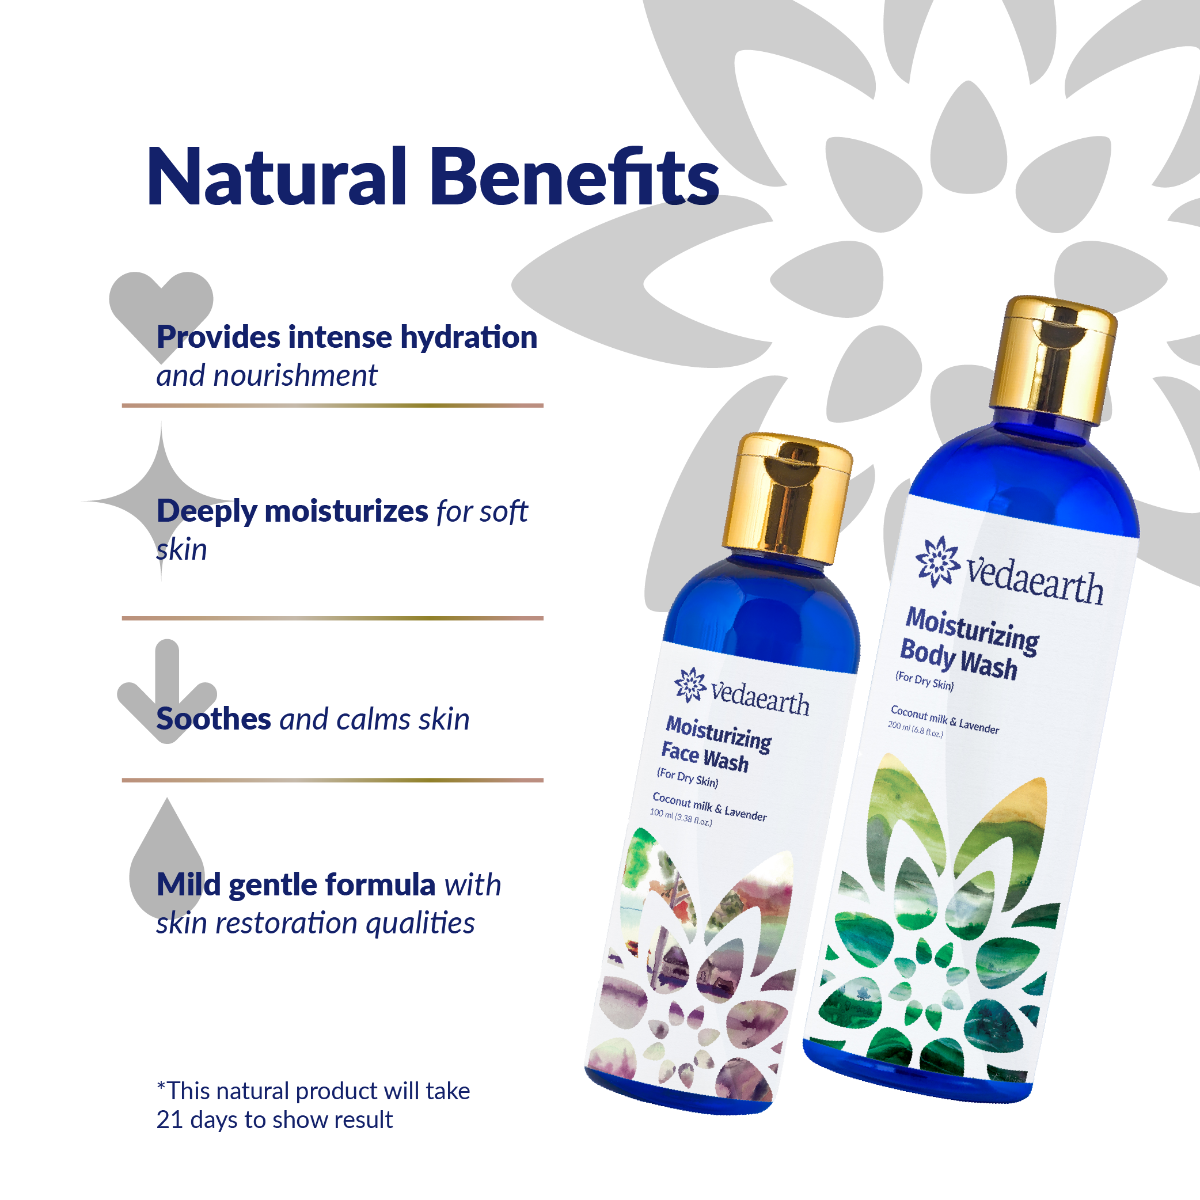 Natural Benefits
Provides intense hydration
and nourishment
Deeply moisturizes for soft
skin
Soothes and calms skin
Mild gentle formula with
skin restoration qualities
*This natural product will take
21 days to show result
vedaearth
Moisturizing
Face Wash
(For Dry Skin)
Coconut milk & Lavender
100 ml (3.38 fl.oz.)
vedaearth
Moisturizing
Body Wash
(For Dry Skin)
Coconut milk & Lavender
200 ml (6.8 fl.oz.)